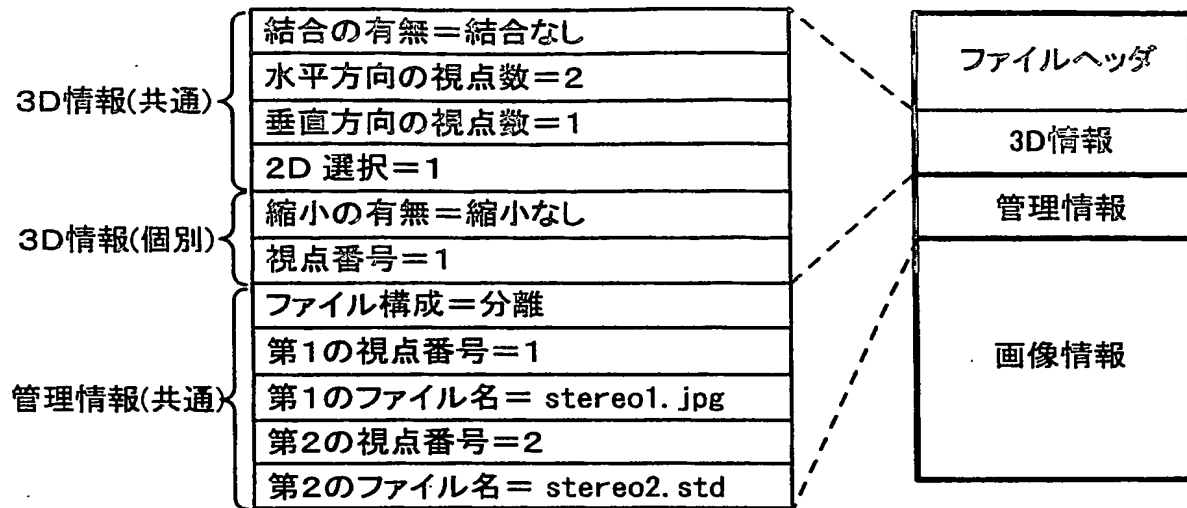 3D情報(共通)
結合の有無=結合なし
水平方向の視点数=2
垂直方向の視点数=1
2D 選択=1
3D情報(個別)
縮小の有無=縮小なし
視点番号=1
管理情報(共通)
ファイル構成=分離
第1の視点番号=1
第1のファイル名= stereo1.jpg
第2の視点番号=2
第2のファイル名= stereo2.std
ファイルヘッダ
3D情報
管理情報
画像情報